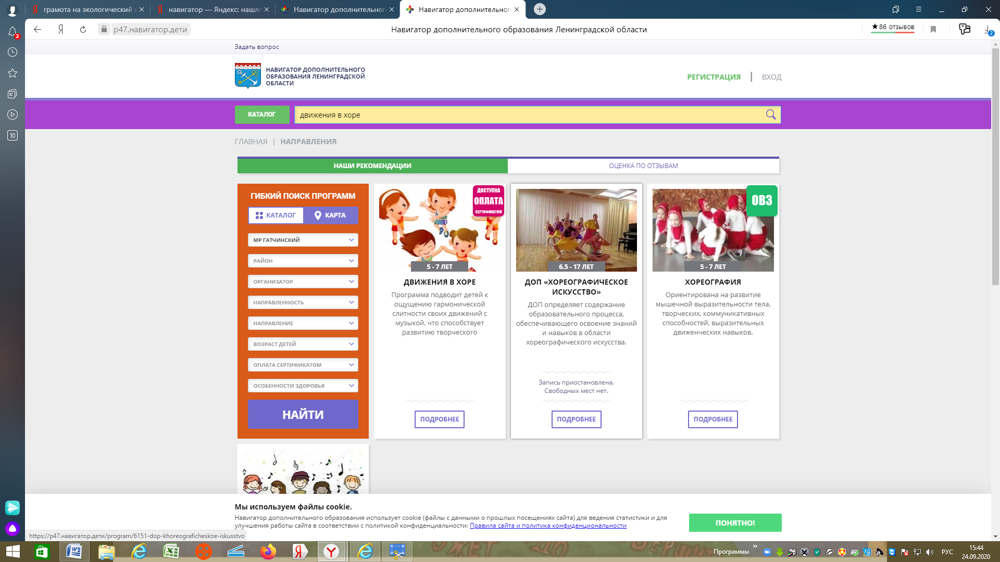 грамота на экологический
навигатор — Яндекс: нашло
Навигатор дополнительного
Навигатор дополнительного
2
p47.навигатор.дети
Навигатор дополнительного образования Ленинградской области
★86 отзывов
2
Задать вопрос
НАВИГАТОР ДОПОЛНИТЕЛЬНОГО
ОБРАЗОВАНИЯ ЛЕНИНГРАДСКОЙ
ОБЛАСТИ
РЕГИСТРАЦИЯ | ВХОД
10
КАТАЛОГ
движения в хоре
ГЛАВНАЯ | НАПРАВЛЕНИЯ
НАШИ РЕКОМЕНДАЦИИ
ОЦЕНКА ПО ОТЗЫВАМ
ГИБКИЙ ПОИСК ПРОГРАММ
КАТАЛОГ
КАРТА
МР ГАТЧИНСКИЙ
РАЙОН
ОРГАНИЗАТОР
НАПРАВЛЕННОСТЬ
НАПРАВЛЕНИЕ
ВОЗРАСТ ДЕТЕЙ
ОПЛАТА СЕРТИФИКАТОМ
ОСОБЕННОСТИ ЗДОРОВЬЯ
НАЙТИ
ДОСТУПНА
ОПЛАТА
СЕРТИФИКАТОМ
5 - 7 ЛЕТ
ДВИЖЕНИЯ В ХОРЕ
Программа подводит детей к
ощущению гармонической
слитности своих движений с
музыкой, что способствует
развитию творческого
ПОДРОБНЕЕ
6.5 - 17 ЛЕТ
ДОП «ХОРЕОГРАФИЧЕСКОЕ
ИСКУССТВО»
ДОП определяет содержание
образовательного процесса,
обеспечивающего освоение знаний
и навыков в области
хореографического искусства.
Запись приостановлена.
Свободных мест нет.
ПОДРОБНЕЕ
ОВЗ
5 - 7 ЛЕТ
ХОРЕОГРАФИЯ
Ориентирована на развитие
мышечной выразительности тела,
творческих, коммуникативных
способностей, выразительных
движенческих навыков.
ПОДРОБНЕЕ
Мы используем файлы cookie.
Навигатор дополнительного образования использует cookie (файлы с данными о прошлых посещениях сайта) для ведения статистики и для
улучшения работы сайта в соответствии с политикой конфиденциальности: Правила сайта и политика конфиденциальности
ПОНЯТНО!
https://p47.навигатор.дети/program/6151-dop-khoreograficheskoe-iskusstvo
Программы
РУС
15:44
24.09.2020